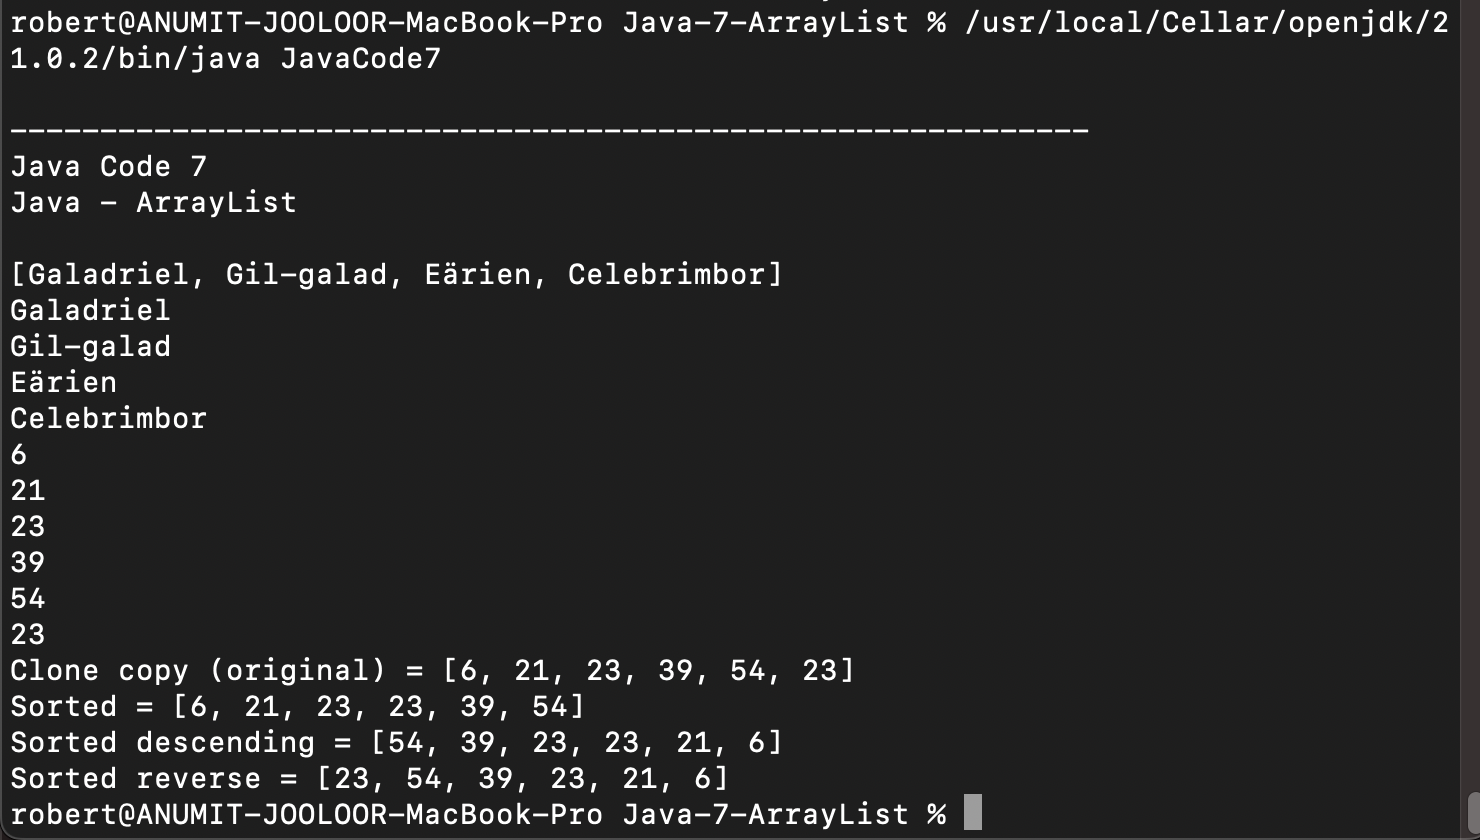 robert@ANUMIT-JOOLOOR-MacBook-Pro Java-7-ArrayList % /usr/local/Cellar/openjdk/2
1.0.2/bin/java JavaCode7
------------------------------------------------------------
Java Code 7
Java - ArrayList
[Galadriel, Gil-galad, Eärien, Celebrimbor]
Galadriel
Gil-galad
Eärien
Celebrimbor
6
21
23
39
54
23
Clone copy (original) = [6, 21, 23, 39, 54, 23]
Sorted = [6, 21, 23, 23, 39, 54]
Sorted descending = [54, 39, 23, 23, 21, 6]
Sorted reverse = [23, 54, 39, 23, 21, 6]
robert@ANUMIT-JOOLOOR-MacBook-Pro Java-7-ArrayList %